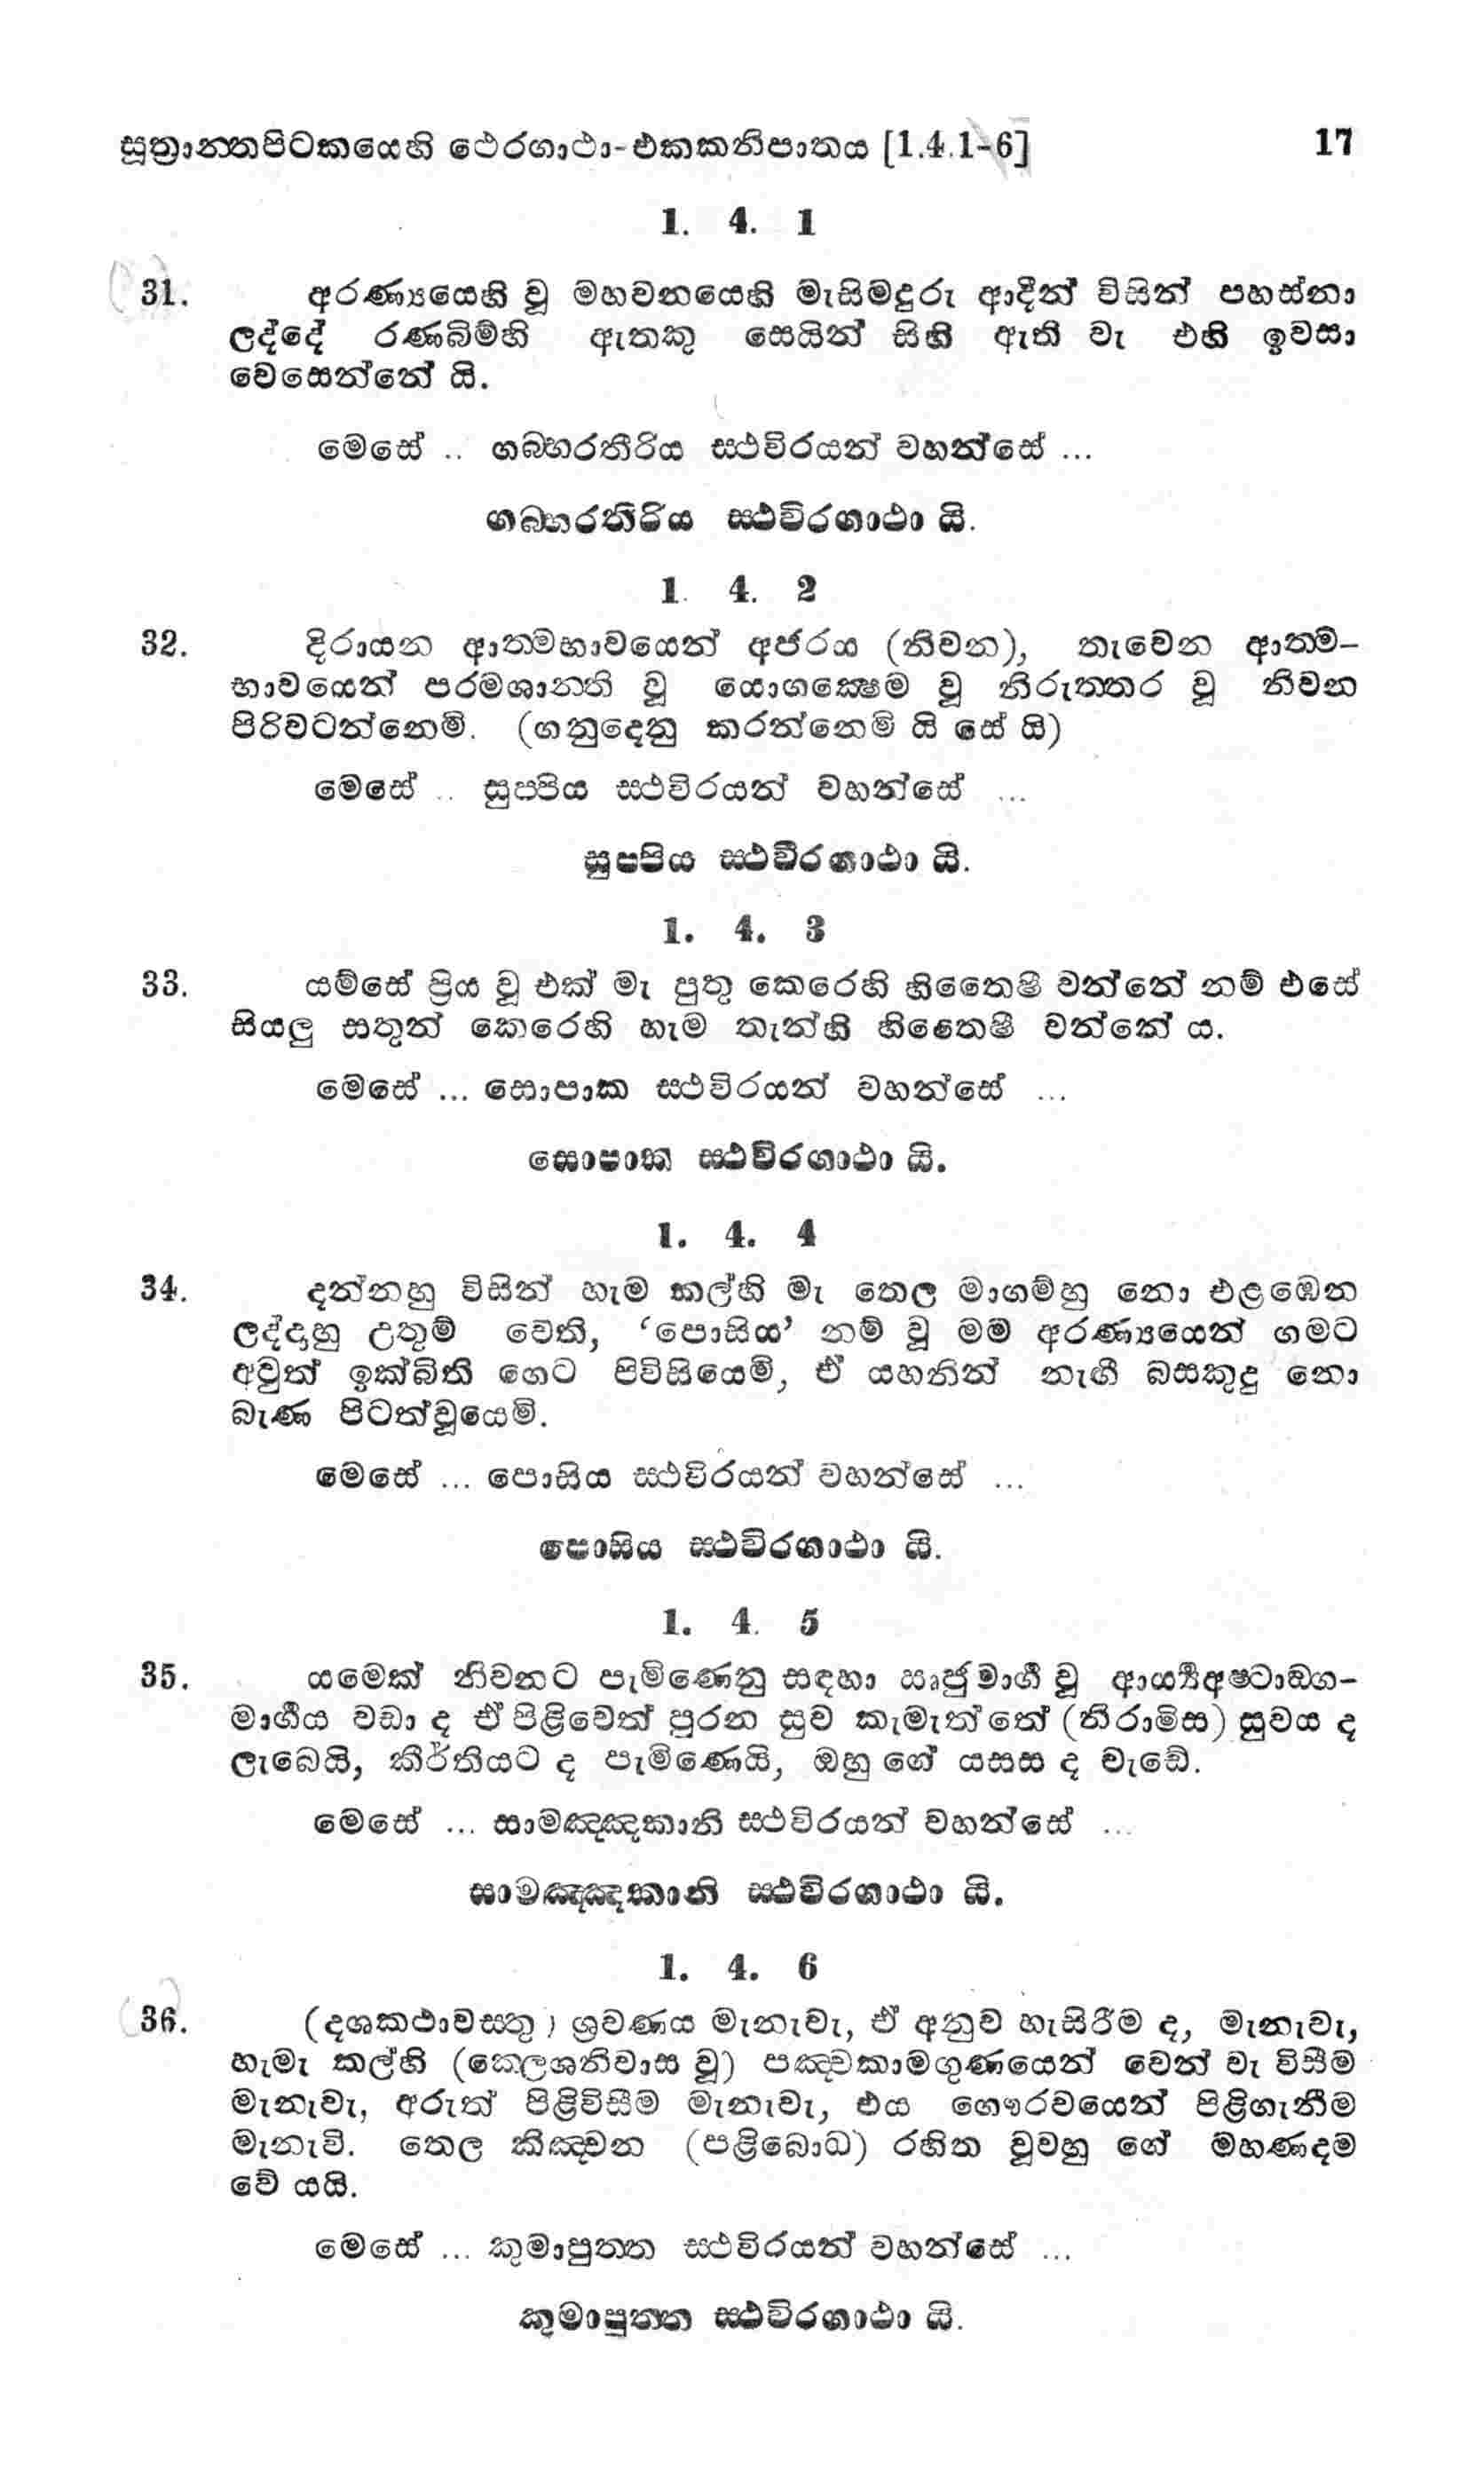 සූත්‍රාන්තපිටකයෙහි ථෙරගාථා-එකකනිපාතය [1.4.1-6] 17
1. 4. 1
31. අරණ්‍යයෙහි වූ මහවනයෙහි මැසිමදුරු ආදීන් විසින් පහස්නා
ලද්දේ රණබිම්හි ඇතකු සෙයින් සිහි ඇති වැ එහි ඉවසා
වෙසෙන්නේ යි.
මෙසේ .. ගබ්භරතීරිය ස්ථවිරයන් වහන්සේ ...
ගබ්භරතීරිය ස්ථවිරගාථා යි.
1. 4. 2
32. දිරායන ආත්මභාවයෙන් අජරය (නිවන), තැවෙන ආත්ම-
භාවයෙන් පරමශාන්ති වූ යොගක්ෂෙම වූ නිරුත්තර වූ නිවන
පිරිවටන්නෙමි. (ගනුදෙනු කරන්නෙම් යි සේ යි)
මෙසේ .. සුප්පිය ස්ථවිරයන් වහන්සේ ...
සුප්පිය ස්ථවිරගාථා යි.
1. 4. 3
33. යම්සේ ප්‍රිය වූ එක් මැ පුතු කෙරෙහි හිතෛෂී වන්නේ නම් එසේ
සියලු සතුන් කෙරෙහි හැම තැන්හි හිතෛෂී වන්නේ ය.
මෙසේ ... සොපාක ස්ථවිරයන් වහන්සේ ...
සොපාක ස්ථවිරගාථා යි.
1. 4. 4
34. දන්නහු විසින් හැම කල්හි මැ තෙල මාගම්හු නො එළඹෙන
ලද්දාහු උතුම් වෙති, ‘පොසිය’ නම් වූ මම අරණ්‍යයෙන් ගමට
අවුත් ඉක්බිති ගෙට පිවිසියෙමි, ඒ යහනින් නැඟී බසකුදු නො
බැණ පිටත්වූයෙමි.
මෙසේ ... පොසිය ස්ථවිරයන් වහන්සේ ...
පොසිය ස්ථවිරගාථා යි.
1. 4. 5
35. යමෙක් නිවනට පැමිණෙනු සඳහා ඍජුමාර්ග වූ ආර්‍ය්‍යඅෂ්ටාඞ්ග-
මාර්ගය වඩා ද ඒ පිළිවෙත් පුරන සුව කැමැත්තේ (නිරාමිස) සුවය ද
ලැබෙයි, කීර්තියට ද පැමිණෙයි, ඔහු ගේ යසස ද වැඩේ.
මෙසේ ... සාමඤ්ඤකානි ස්ථවිරයන් වහන්සේ ...
සාමඤ්ඤකානි ස්ථවිරගාථා යි.
1. 4. 6
36. (දශකථාවස්තු) ශ්‍රවණය මැනැවැ, ඒ අනුව හැසිරීම ද, මැනැවැ,
හැමැ කල්හි (කෙලශනිවාස වූ) පඤ්චකාමගුණයෙන් වෙන් වැ විසීම
මැනැවැ, අරුත් පිළිවිසීම මැනැවැ, එය ගෞරවයෙන් පිළිගැනීම
මැනැවි. තෙල කිඤ්චන (පළිබොධ) රහිත වූවහු ගේ මහණදම
වේ යයි.
මෙසේ ... කුමාපුත්ත ස්ථවිරයන් වහන්සේ ...
කුමාපුත්ත ස්ථවිරගාථා යි.